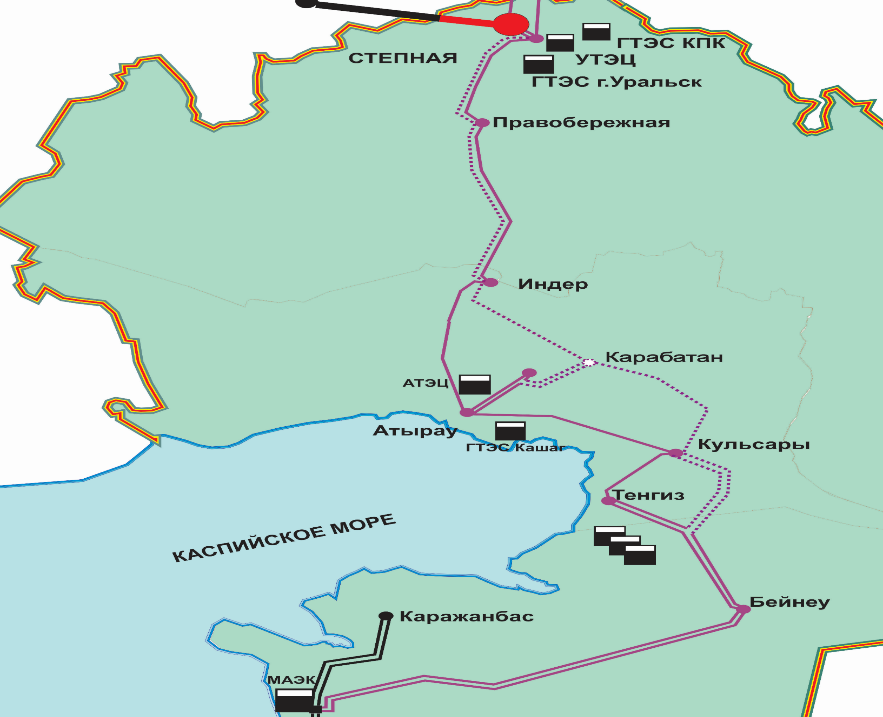 ГТЭС КПК
СТЕПНАЯ
УТЭЦ
ГТЭС г.Уральск
Правобережная
Индер
Карабатан
АТЭЦ
Атырау
Кульсары
ГТЭС Кашаг
Тенгиз
КАСПИЙСКОЕ МОРЕ
Бейнеу
Каражанбас
МАЭК